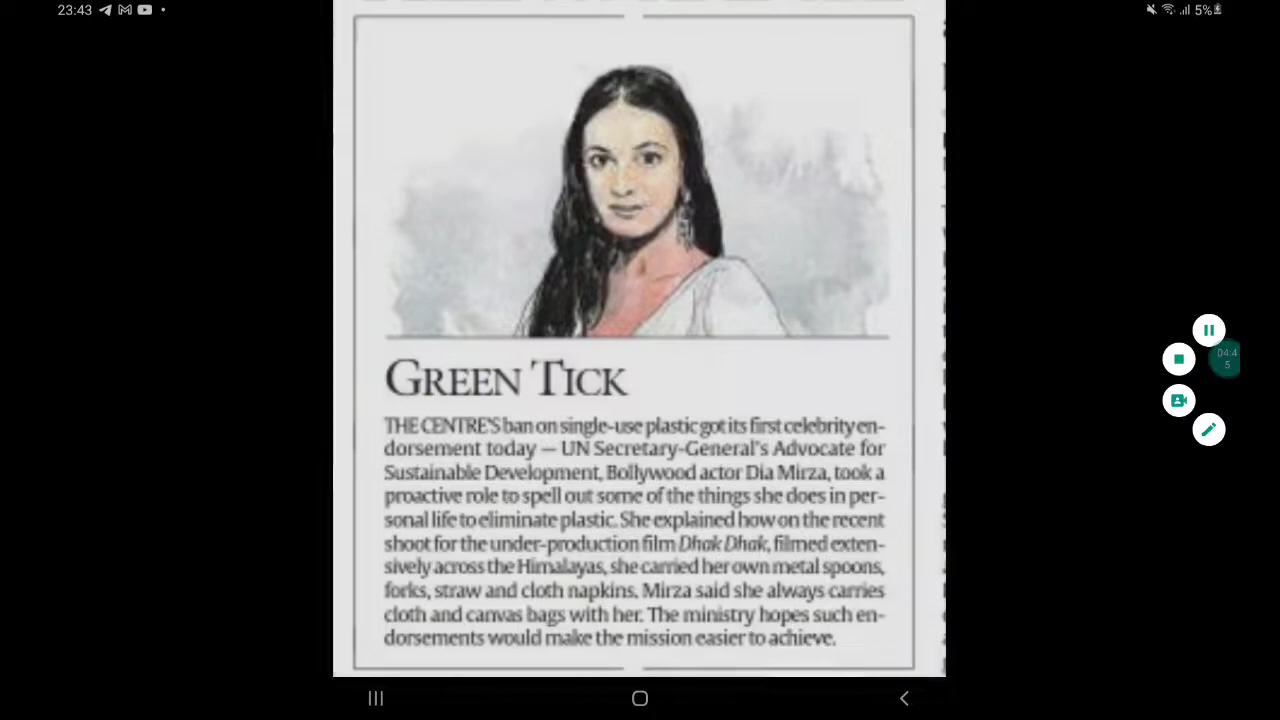 23:43
5%
GREEN TICK
THE CENTRE'S ban on single-use plastic got its first celebrity en-
dorsement today — UN Secretary-General's Advocate for
Sustainable Development, Bollywood actor Dia Mirza, took a
proactive role to spell out some of the things she does in per-
sonal life to eliminate plastic. She explained how on the recent
shoot for the under-production film Dhak Dhak, filmed exten-
sively across the Himalayas, she carried her own metal spoons,
forks, straw and cloth napkins. Mirza said she always carries
cloth and canvas bags with her. The ministry hopes such en-
dorsements would make the mission easier to achieve.
04:4
5